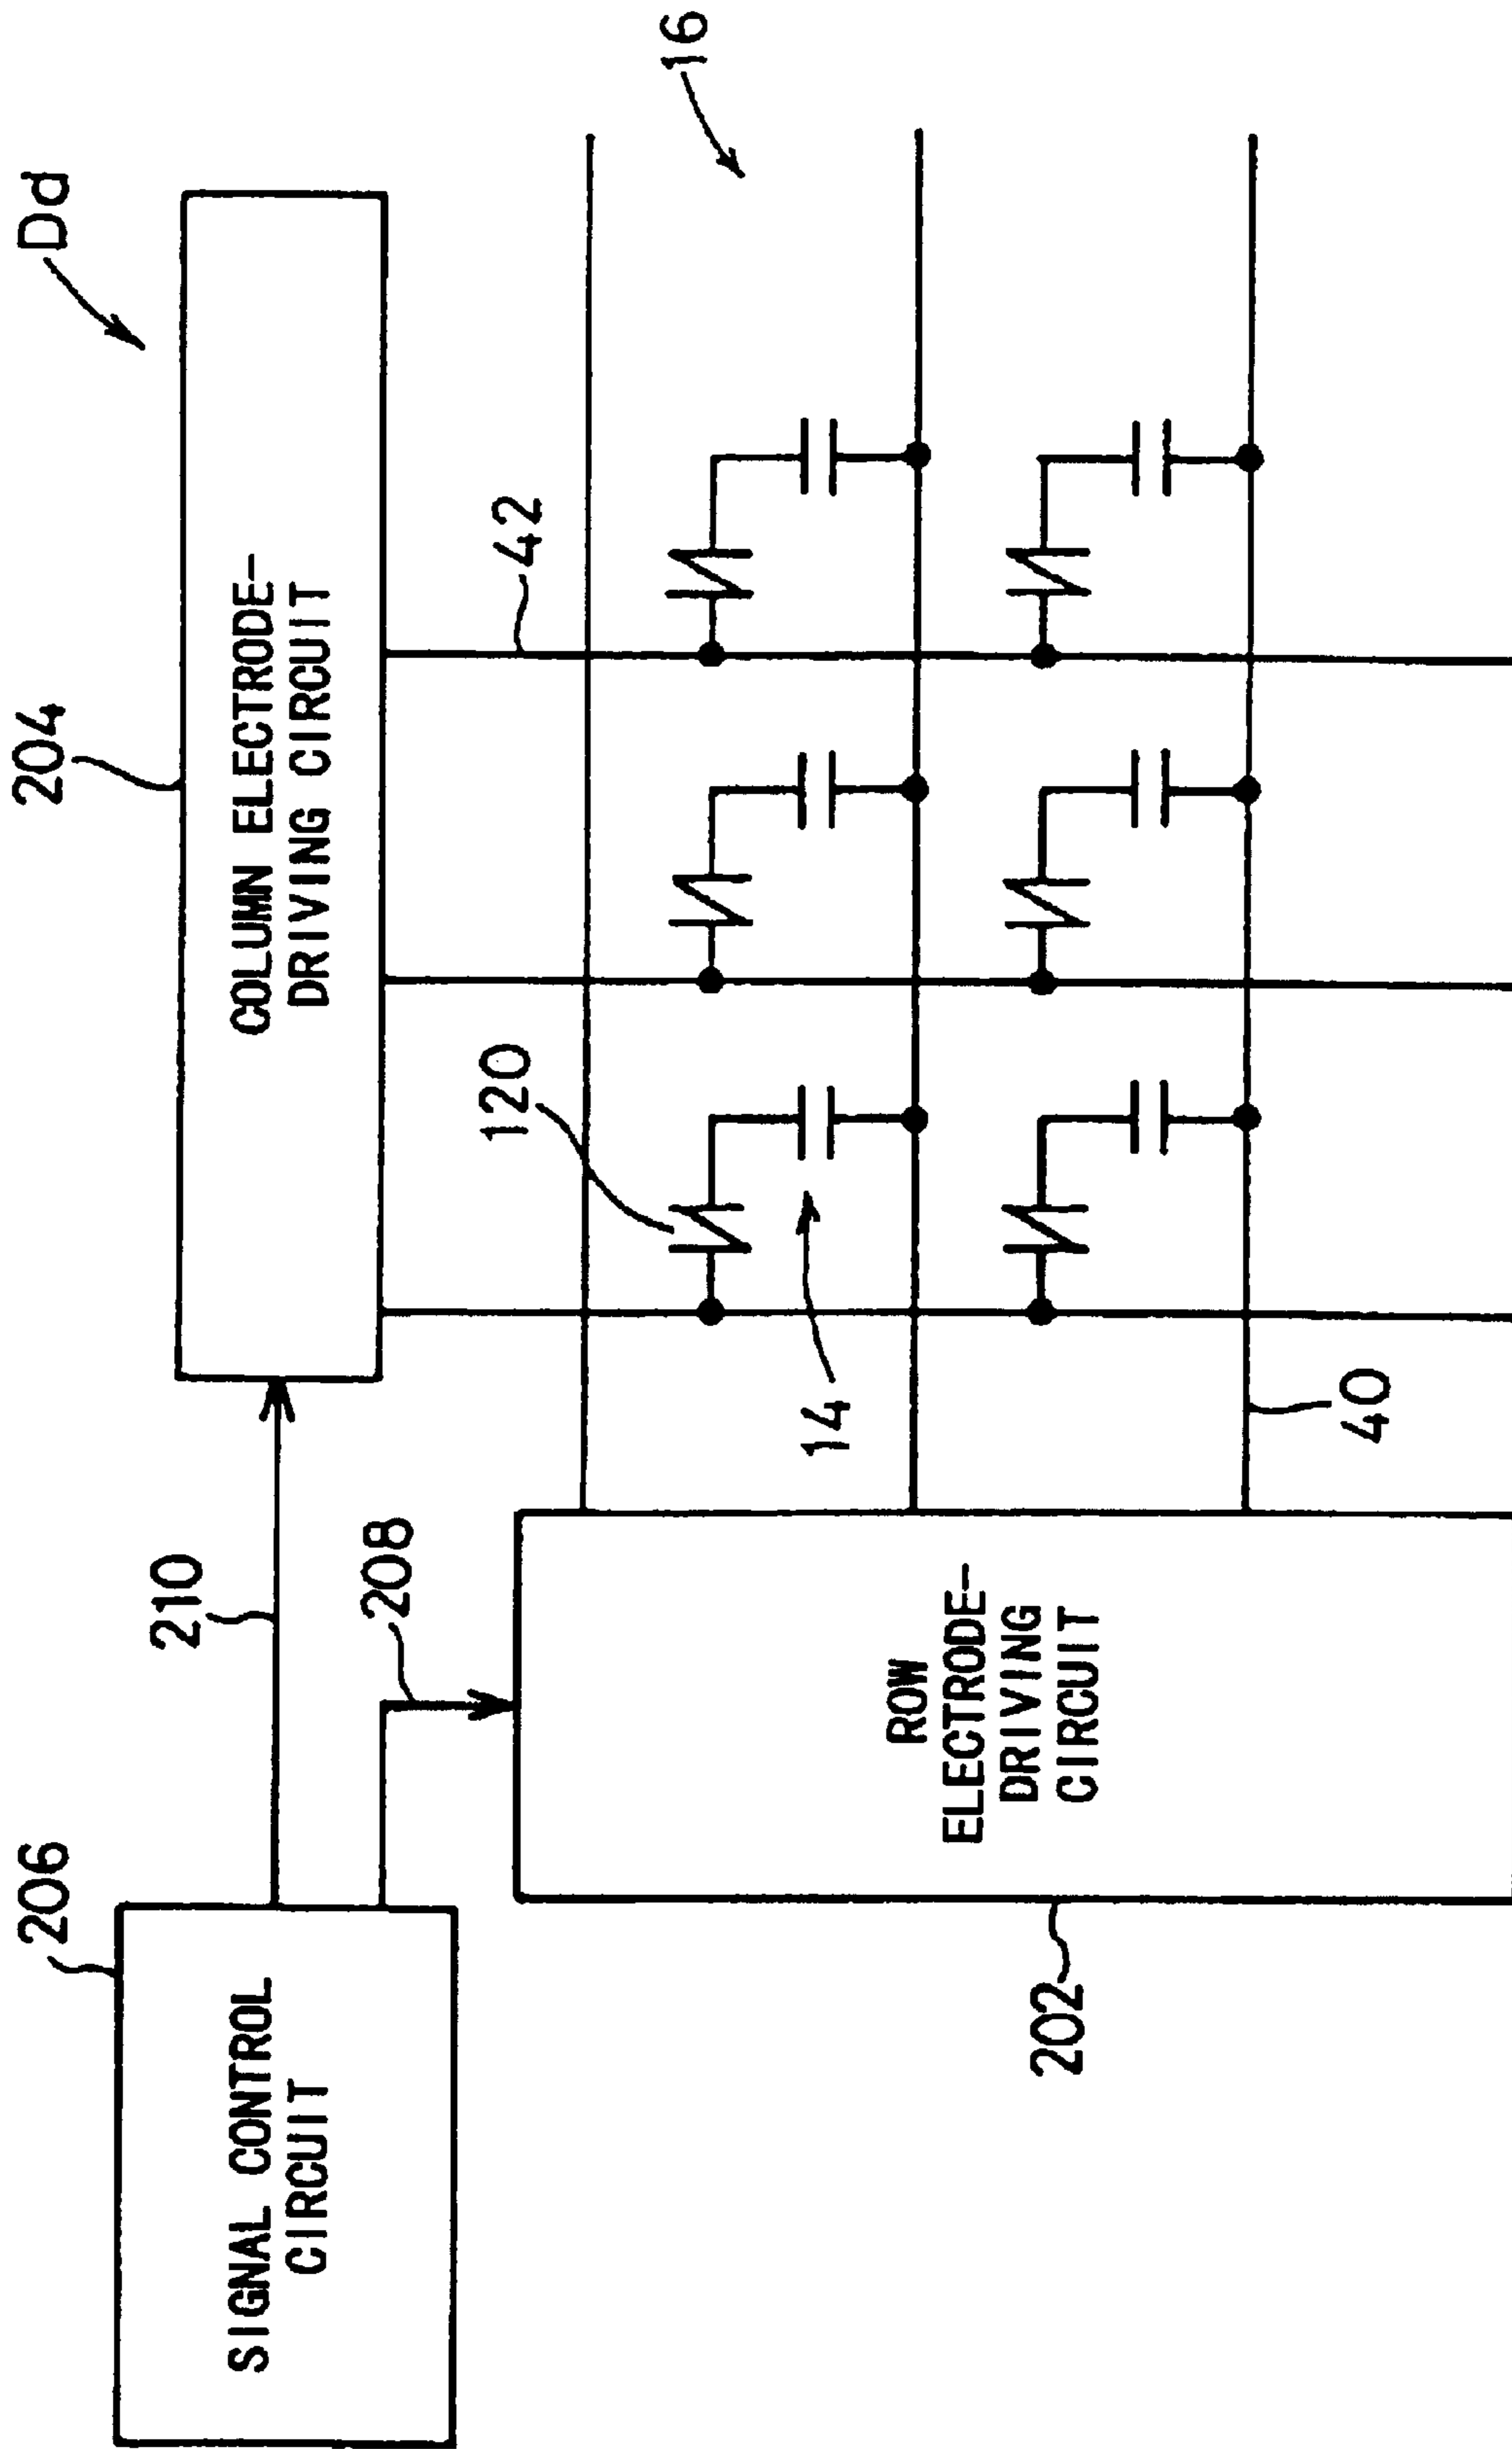 206
SIGNAL CONTROL
CIRCUIT
210
208
204
COLUMN ELECTRODE-
DRIVING CIRCUIT
Dd
202
ROW
ELECTRODE-
DRIVING
CIRCUIT
120
42
14
40
16